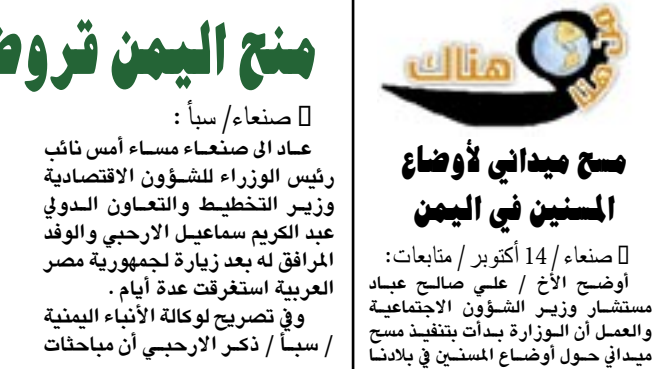 من هنا
هناك
مسح ميداني لأوضاع
المسنين في اليمن
صنعاء / 14 أكتوبر / متابعات:
أوضح الأخ / علي صالح عباد
مستشار وزير الشؤون الاجتماعية
والعمل أن الوزارة بدأت بتنفيذ مسح
ميداني حول أوضاع المسنين في بلادنا
منح اليمن قروض
صنعاء/ سبأ :
عاد الى صنعاء مساء أمس نائب
رئيس الوزراء للشؤون الاقتصادية
وزير التخطيط والتعاون الدولي
عبد الكريم سماعيل الارحبي والوفد
المرافق له بعد زيارة لجمهورية مصر
العربية استغرقت عدة أيام .
وفي تصريح لوكالة الأنباء اليمنية
/ سبأ / ذكر الارحبي أن مباحثات